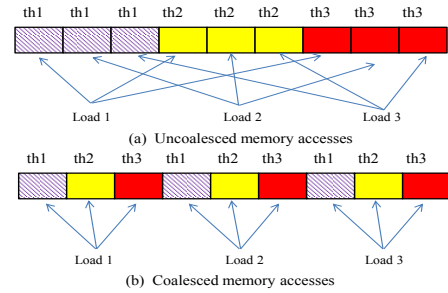 th1 th1 th1 th2 th2 th2 th3 th3 th3
Load 1 Load 2 Load 3
(a) Uncoalesced memory accesses
th1 th2 th3 th1 th2 th3 th1 th2 th3
Load 1 Load 2 Load 3
(b) Coalesced memory accesses